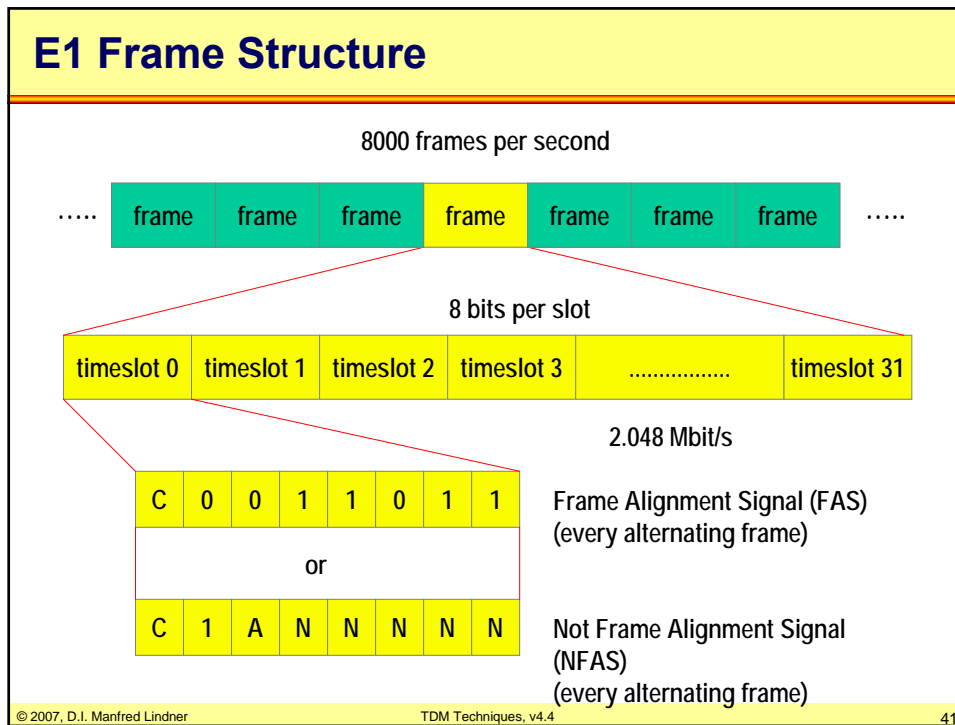 E1 Frame Structure
8000 frames per second
..... frame frame frame frame frame frame frame .....
8 bits per slot
timeslot 0 timeslot 1 timeslot 2 timeslot 3 ................. timeslot 31
2.048 Mbit/s
C 0 0 1 1 0 1 1 Frame Alignment Signal (FAS)
(every alternating frame)
or
C 1 A N N N N N Not Frame Alignment Signal
(NFAS)
(every alternating frame)
© 2007, D.I. Manfred Lindner TDM Techniques, v4.4 41